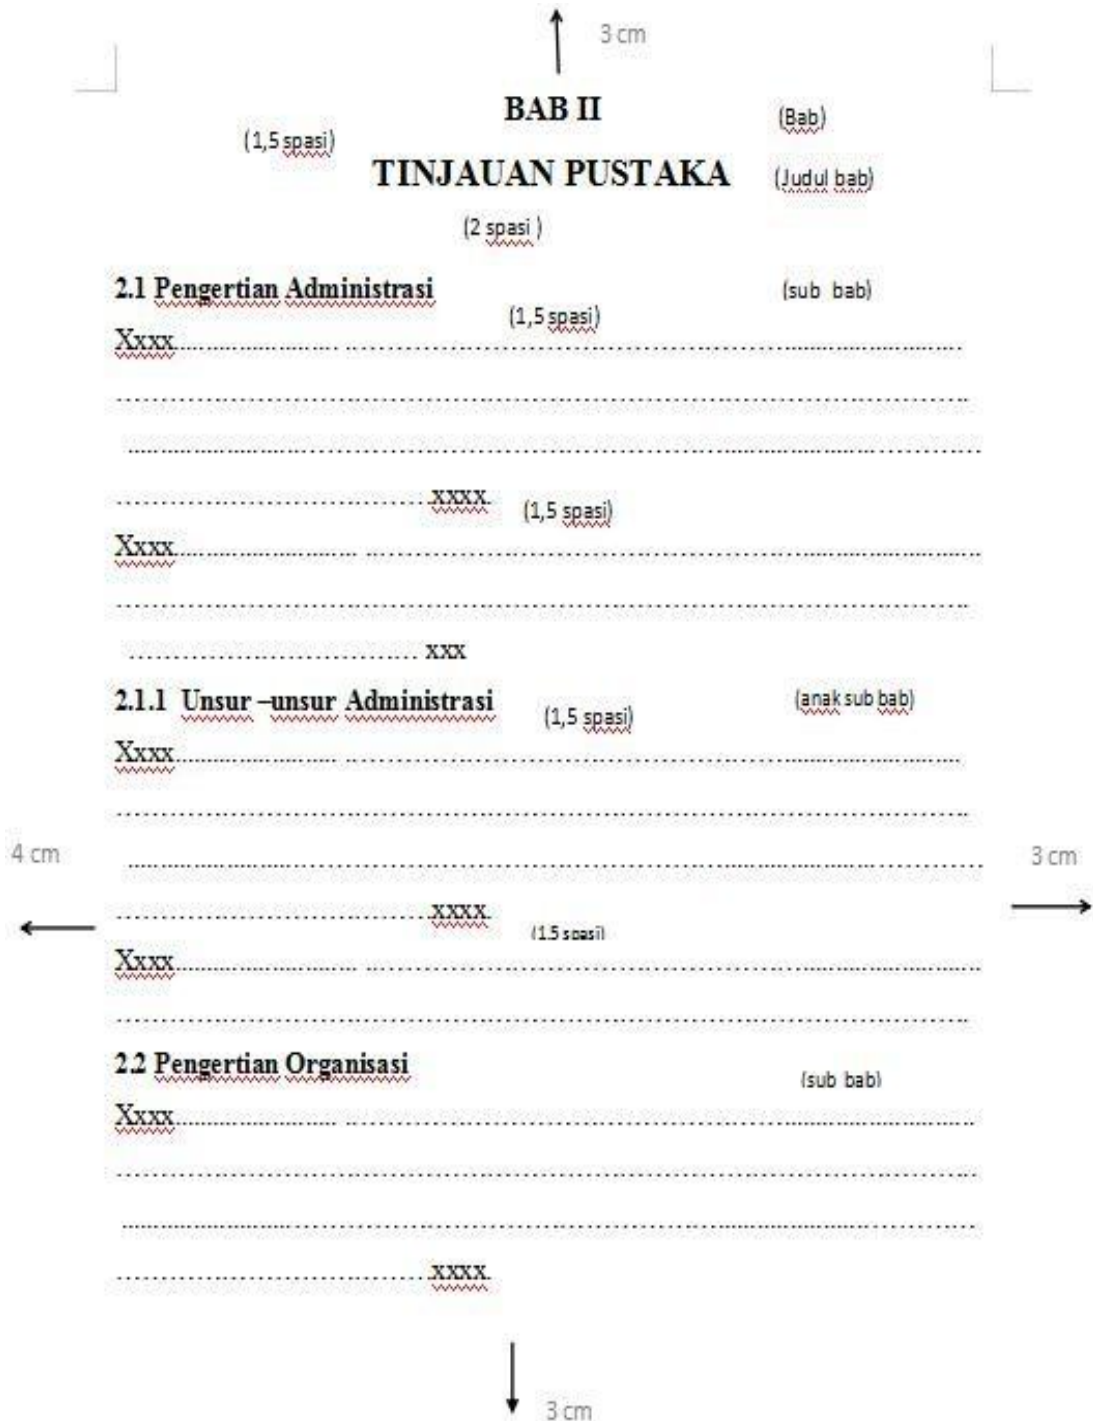 3 cm
BAB II (Bab)
(1,5 spasi)
TINJAUAN PUSTAKA (Judul bab)
(2 spasi )
2.1 Pengertian Administrasi (sub bab)
(1,5 spasi)
Xxxx........................................................................
........................................................................
........................................................................
........................................xxxx. (1,5 spasi)
Xxxx........................................................................
........................................................................
........................................ xxx
2.1.1 Unsur –unsur Administrasi (1,5 spasi) (anak sub bab)
Xxxx........................................................................
........................................................................
4 cm ........................................................................ 3 cm
........................................xxxx.
(1,5 spasi)
Xxxx........................................................................
........................................................................
2.2 Pengertian Organisasi (sub bab)
Xxxx........................................................................
........................................................................
........................................................................
........................................xxxx.
3 cm